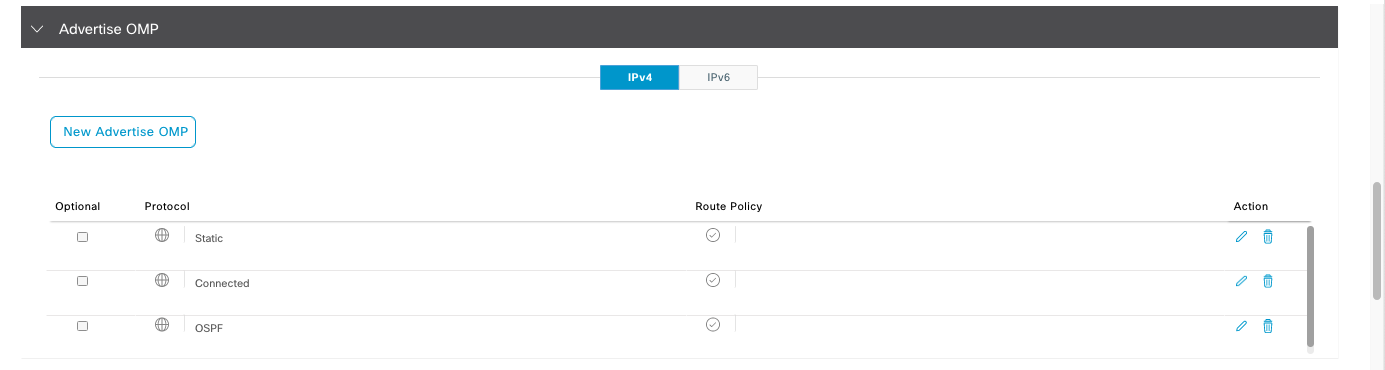 Advertise OMP
IPv4 IPv6
New Advertise OMP
Optional Protocol Route Policy Action
Static
Connected
OSPF